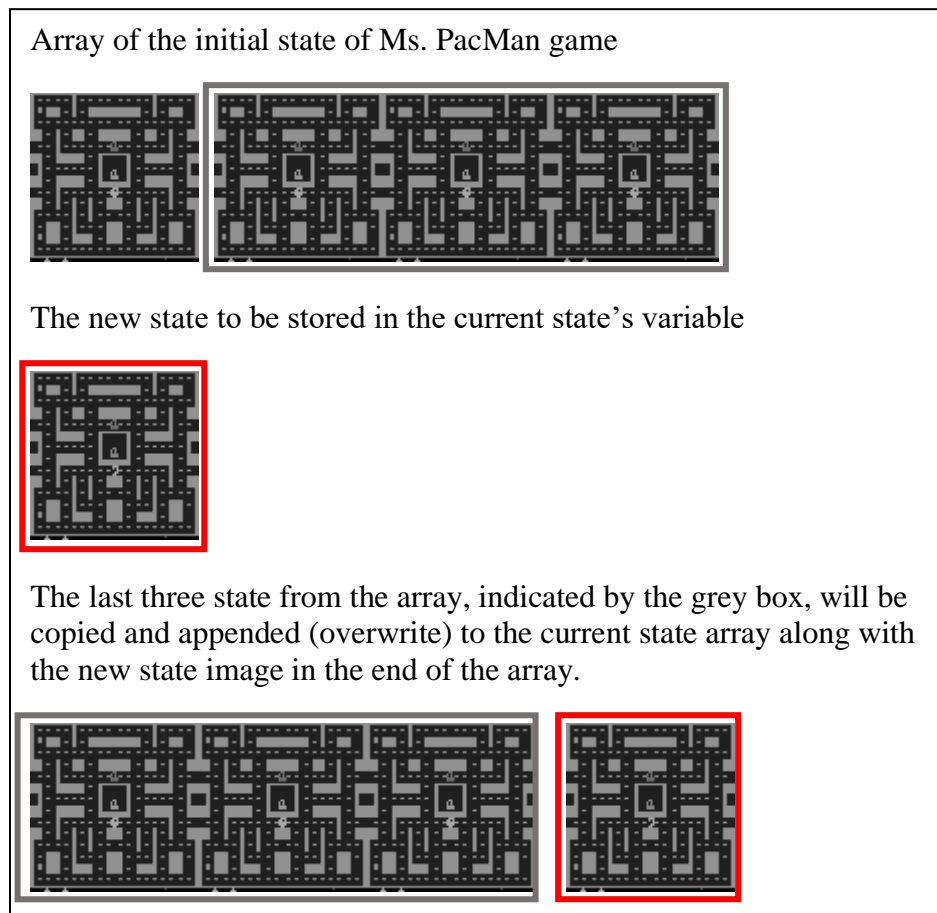 Array of the initial state of Ms. PacMan game
The new state to be stored in the current state’s variable
The last three state from the array, indicated by the grey box, will be
copied and appended (overwrite) to the current state array along with
the new state image in the end of the array.